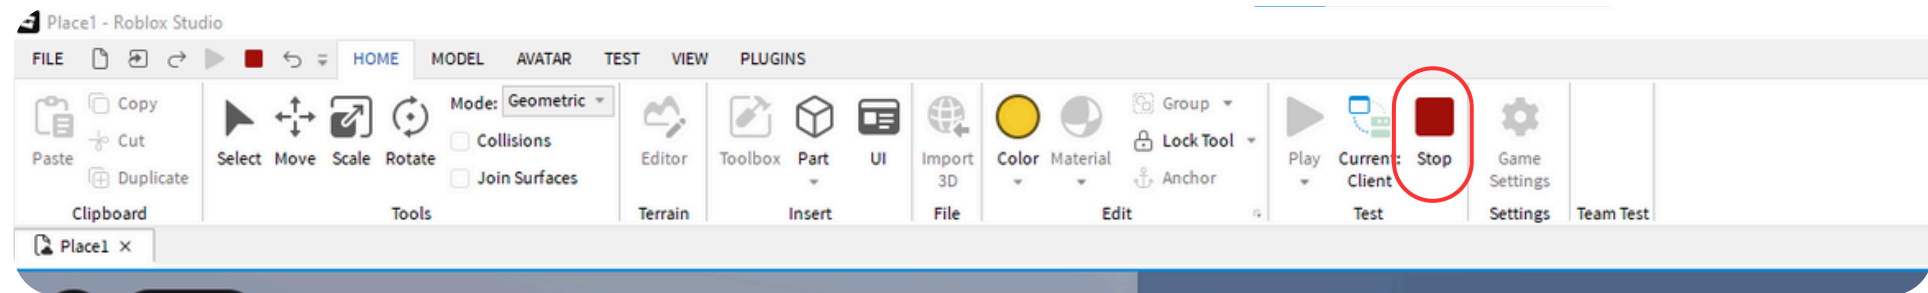 Place1 - Roblox Studio
FILE HOME MODEL AVATAR TEST VIEW PLUGINS
Paste
Copy
Cut
Duplicate
Clipboard
Select Move Scale Rotate
Mode: Geometric
Collisions
Join Surfaces
Tools
Editor
Terrain
Toolbox Part UI
Insert
Import
3D
File
Color Material
Group
Lock Tool
Anchor
Edit
Play
Current:
Client
Stop
Test
Game
Settings
Settings
Team Test
Place1